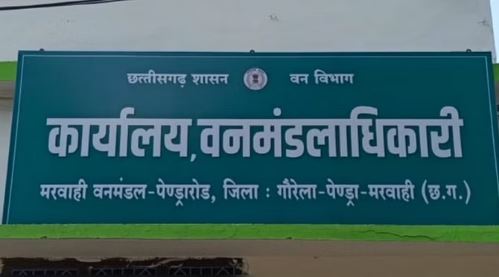 छत्तीसगढ़ शासन वन विभाग
कार्यालय, वनमंडलाधिकारी
मरवाही वनमंडल-पेण्ड्रारोड, जिला : गौरेला-पेण्ड्रा-मरवाही (छ.ग.)